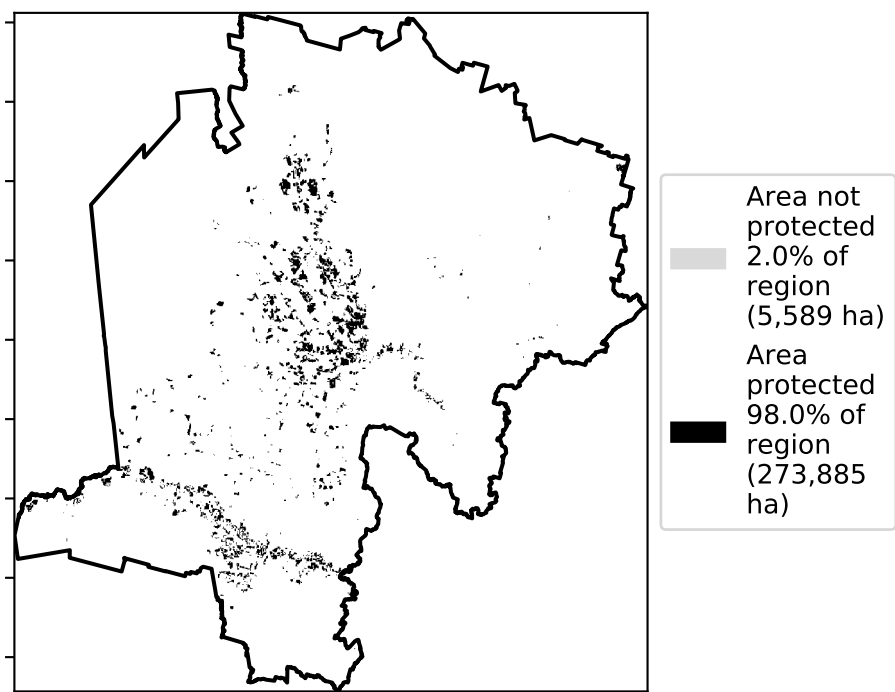 Area not
protected
2.0% of
region
(5,589 ha)
Area
protected
98.0% of
region
(273,885
ha)